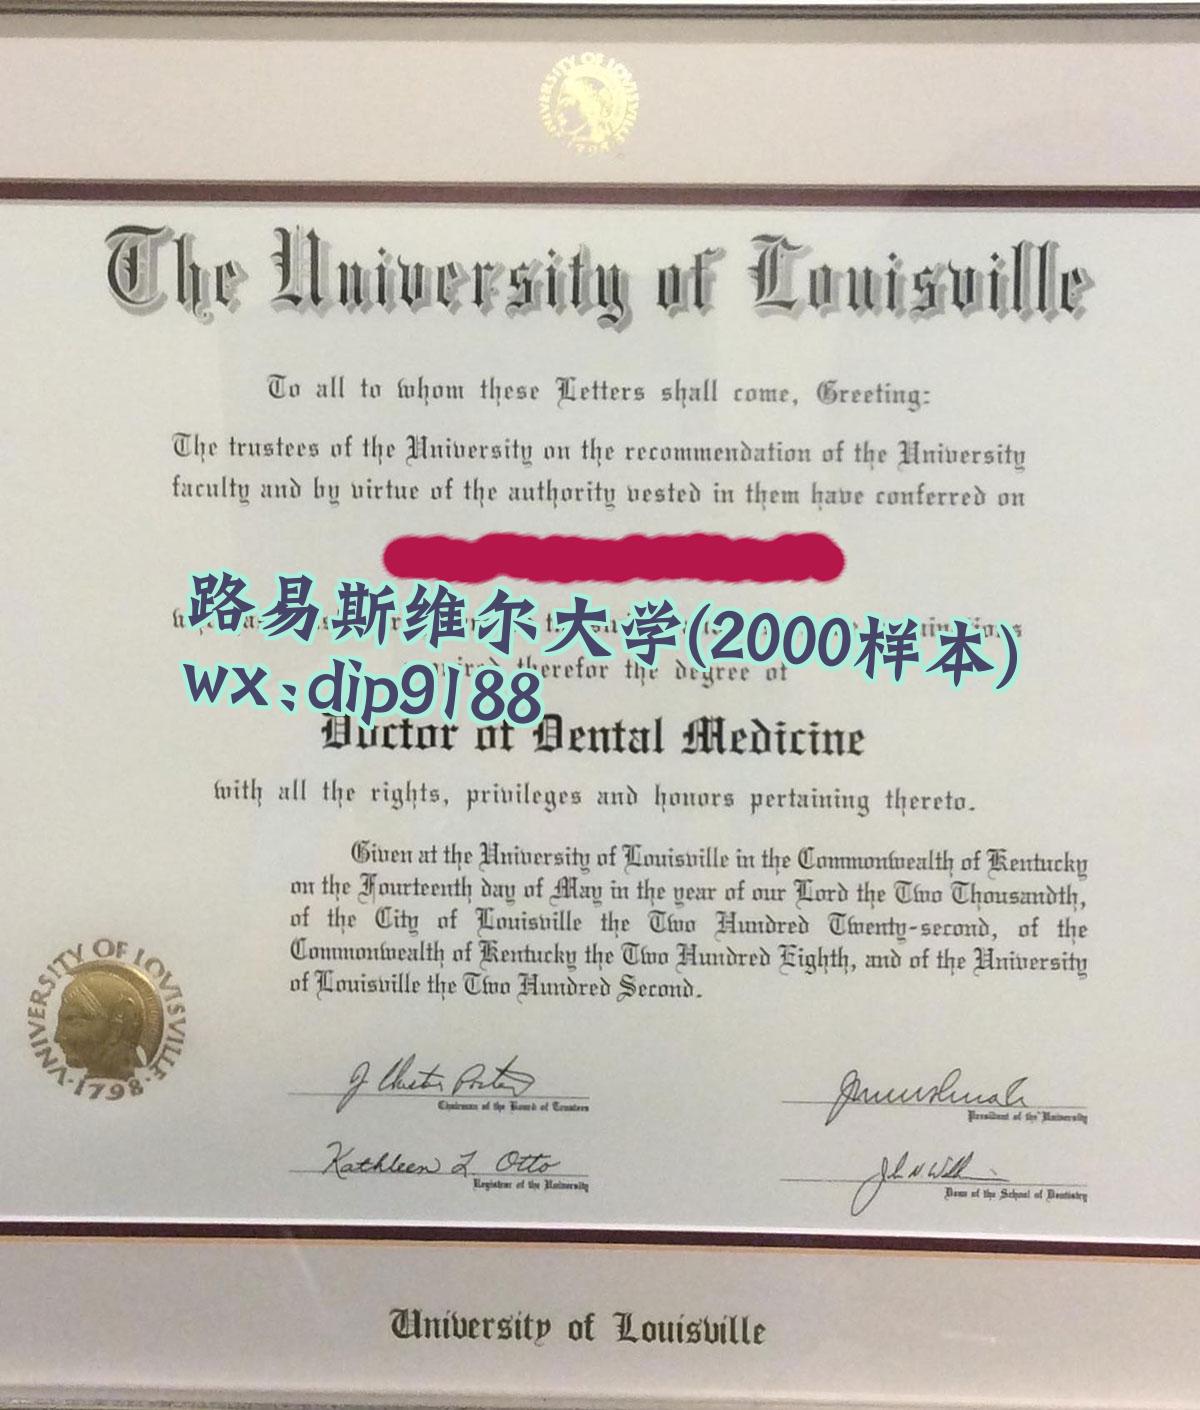 UNIVERSITY OF LOUISVILLE
1798
The University of Louisville
To all to whom these Letters shall come, Greeting:
The trustees of the University on the recommendation of the University
faculty and by virtue of the authority vested in them have conferred on
路易斯维尔大学(2000样本)
wx:dip9188
therefor the degree of
Doctor of Dental Medicine
with all the rights, privileges and honors pertaining thereto.
Given at the University of Louisville in the Commonwealth of Kentucky
on the Fourteenth day of May in the year of our Lord the Two Thousandth,
of the City of Louisville the Two Hundred Twenty-second, of the
Commonwealth of Kentucky the Two Hundred Eighth, and of the University
of Louisville the Two Hundred Second.
UNIVERSITY OF LOUISVILLE
·1798·
J Chester Porter
Chairman of the Board of Trustees
President of the University
Kathleen L. Otto
Registrar of the University
Dean of the School of Dentistry
University of Louisville